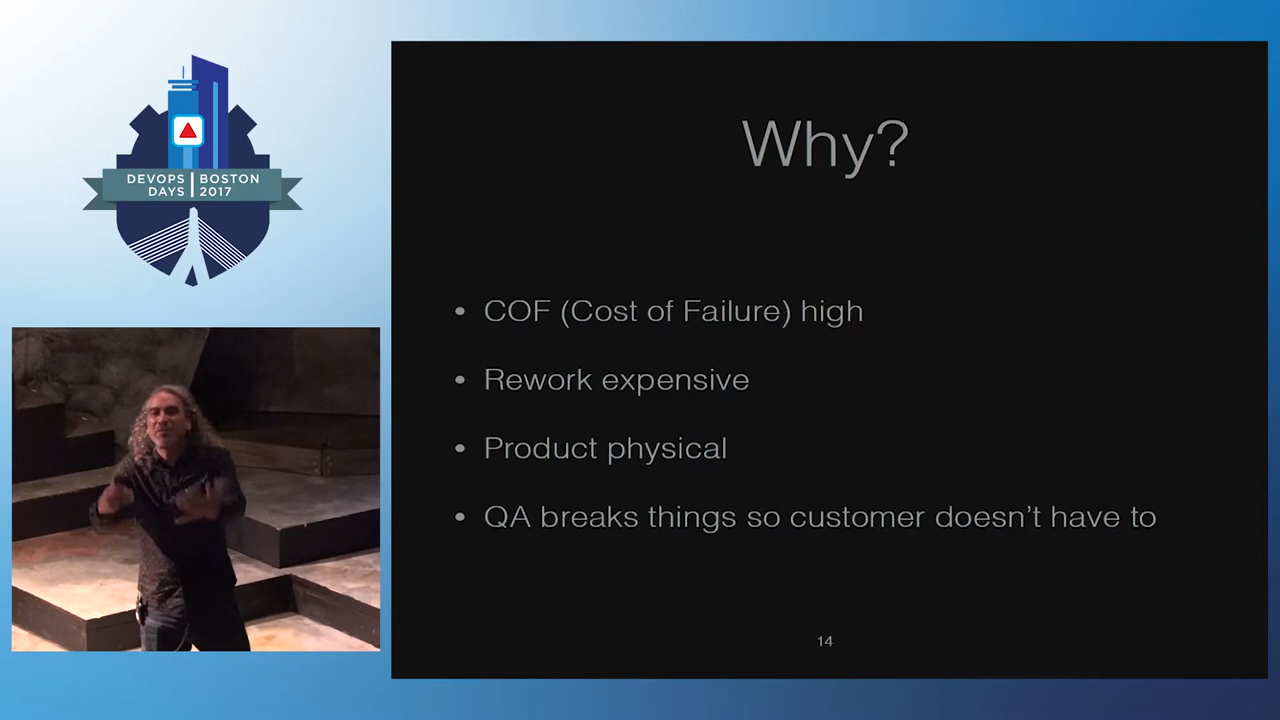 DEVOPS | BOSTON
DAYS | 2017
Why?
• COF (Cost of Failure) high
• Rework expensive
• Product physical
• QA breaks things so customer doesn't have to
14